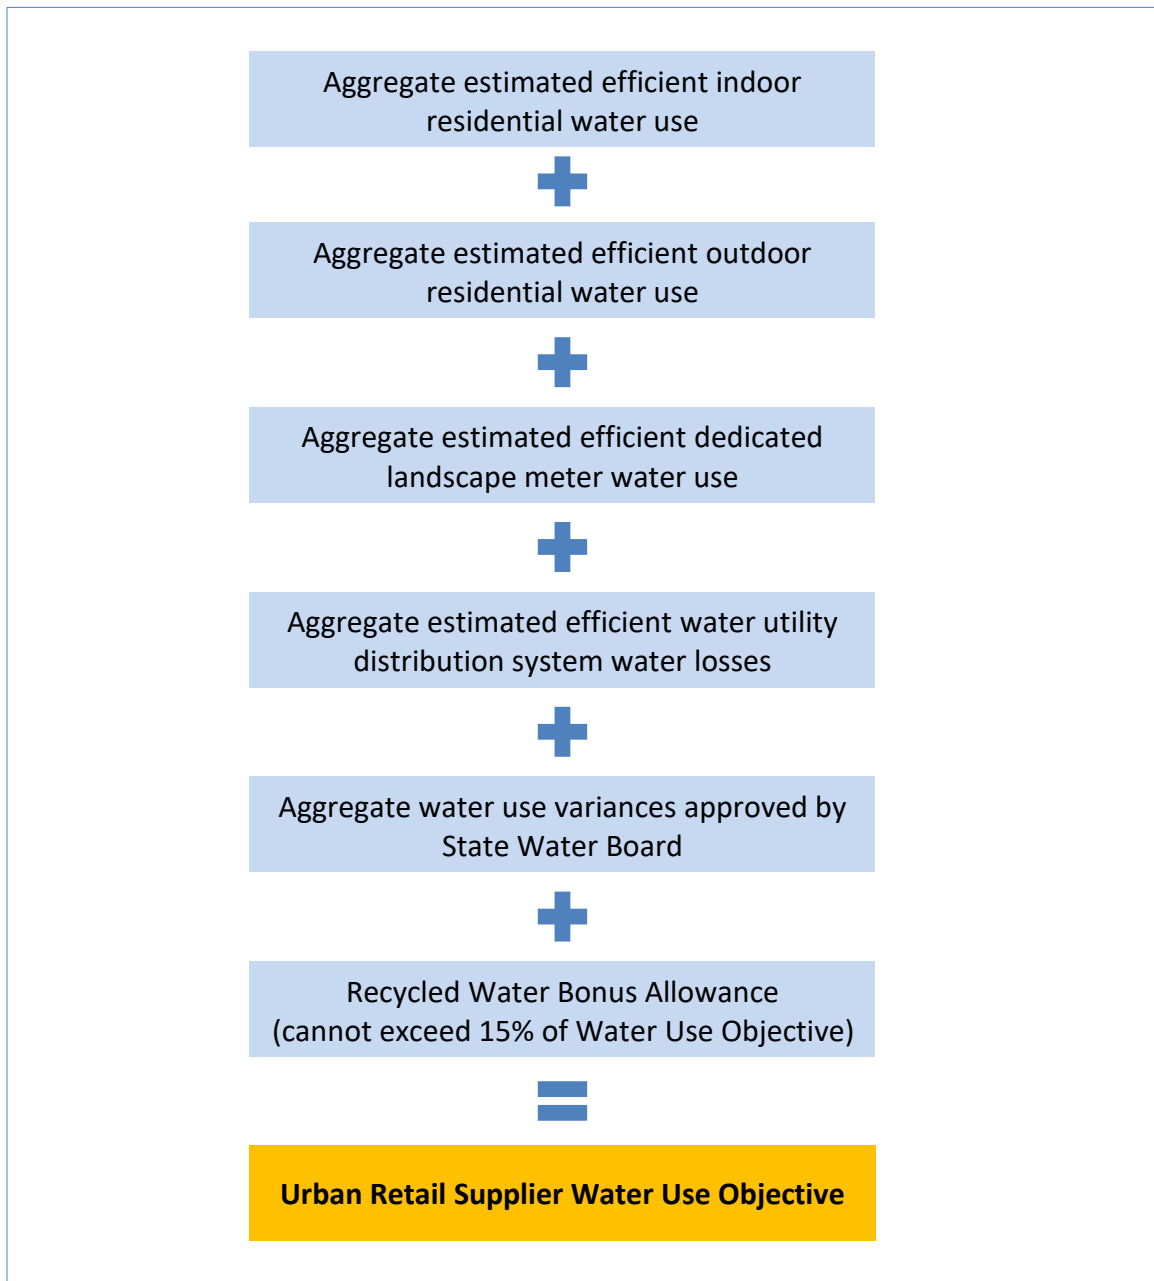 Aggregate estimated efficient indoor
residential water use
Aggregate estimated efficient outdoor
residential water use
Aggregate estimated efficient dedicated
landscape meter water use
Aggregate estimated efficient water utility
distribution system water losses
Aggregate water use variances approved by
State Water Board
Recycled Water Bonus Allowance
(cannot exceed 15% of Water Use Objective)
Urban Retail Supplier Water Use Objective